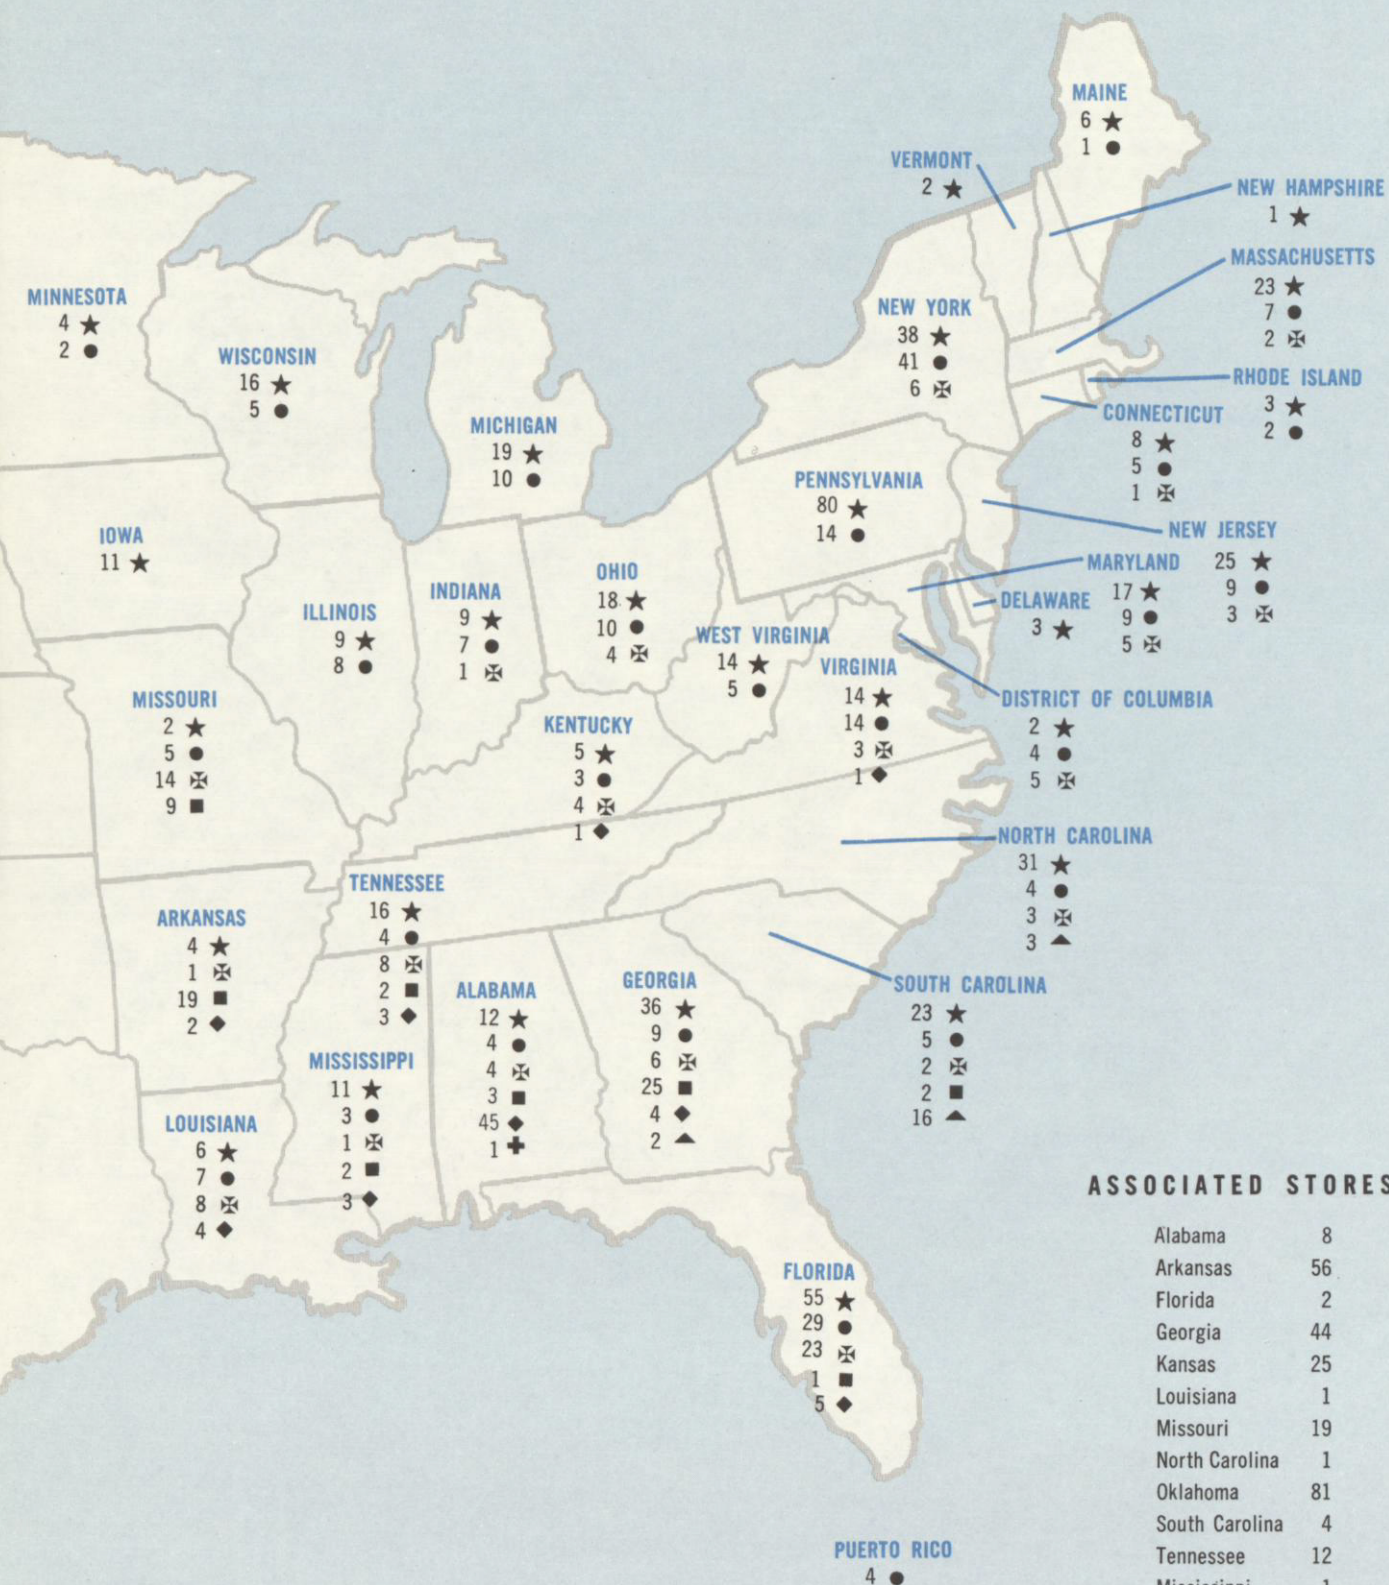 MAINE
6 ★
1 ●
VERMONT
2 ★
NEW HAMPSHIRE
1 ★
MASSACHUSETTS
23 ★
7 ●
2 ✠
MINNESOTA
4 ★
2 ●
NEW YORK
38 ★
41 ●
6 ✠
WISCONSIN
16 ★
5 ●
RHODE ISLAND
3 ★
2 ●
CONNECTICUT
8 ★
5 ●
1 ✠
MICHIGAN
19 ★
10 ●
PENNSYLVANIA
80 ★
14 ●
NEW JERSEY
25 ★
9 ●
3 ✠
IOWA
11 ★
MARYLAND
17 ★
9 ●
5 ✠
OHIO
18 ★
10 ●
4 ✠
INDIANA
9 ★
7 ●
1 ✠
DELAWARE
3 ★
ILLINOIS
9 ★
8 ●
WEST VIRGINIA
14 ★
5 ●
VIRGINIA
14 ★
14 ●
3 ✠
1 ◆
MISSOURI
2 ★
5 ●
14 ✠
9 ■
DISTRICT OF COLUMBIA
2 ★
4 ●
5 ✠
KENTUCKY
5 ★
3 ●
4 ✠
1 ◆
NORTH CAROLINA
31 ★
4 ●
3 ✠
3 ▲
TENNESSEE
16 ★
4 ●
8 ✠
2 ■
3 ◆
ARKANSAS
4 ★
1 ✠
19 ■
2 ◆
GEORGIA
36 ★
9 ●
6 ✠
25 ■
4 ◆
2 ▲
SOUTH CAROLINA
23 ★
5 ●
2 ✠
2 ■
16 ▲
ALABAMA
12 ★
4 ●
4 ✠
3 ■
45 ◆
1 ✚
MISSISSIPPI
11 ★
3 ●
1 ✠
2 ■
3 ◆
LOUISIANA
6 ★
7 ●
8 ✠
4 ◆
FLORIDA
55 ★
29 ●
23 ✠
1 ■
5 ◆
PUERTO RICO
4 ●
ASSOCIATED STORES
Alabama 8
Arkansas 56
Florida 2
Georgia 44
Kansas 25
Louisiana 1
Missouri 19
North Carolina 1
Oklahoma 81
South Carolina 4
Tennessee 12
Mississippi 1